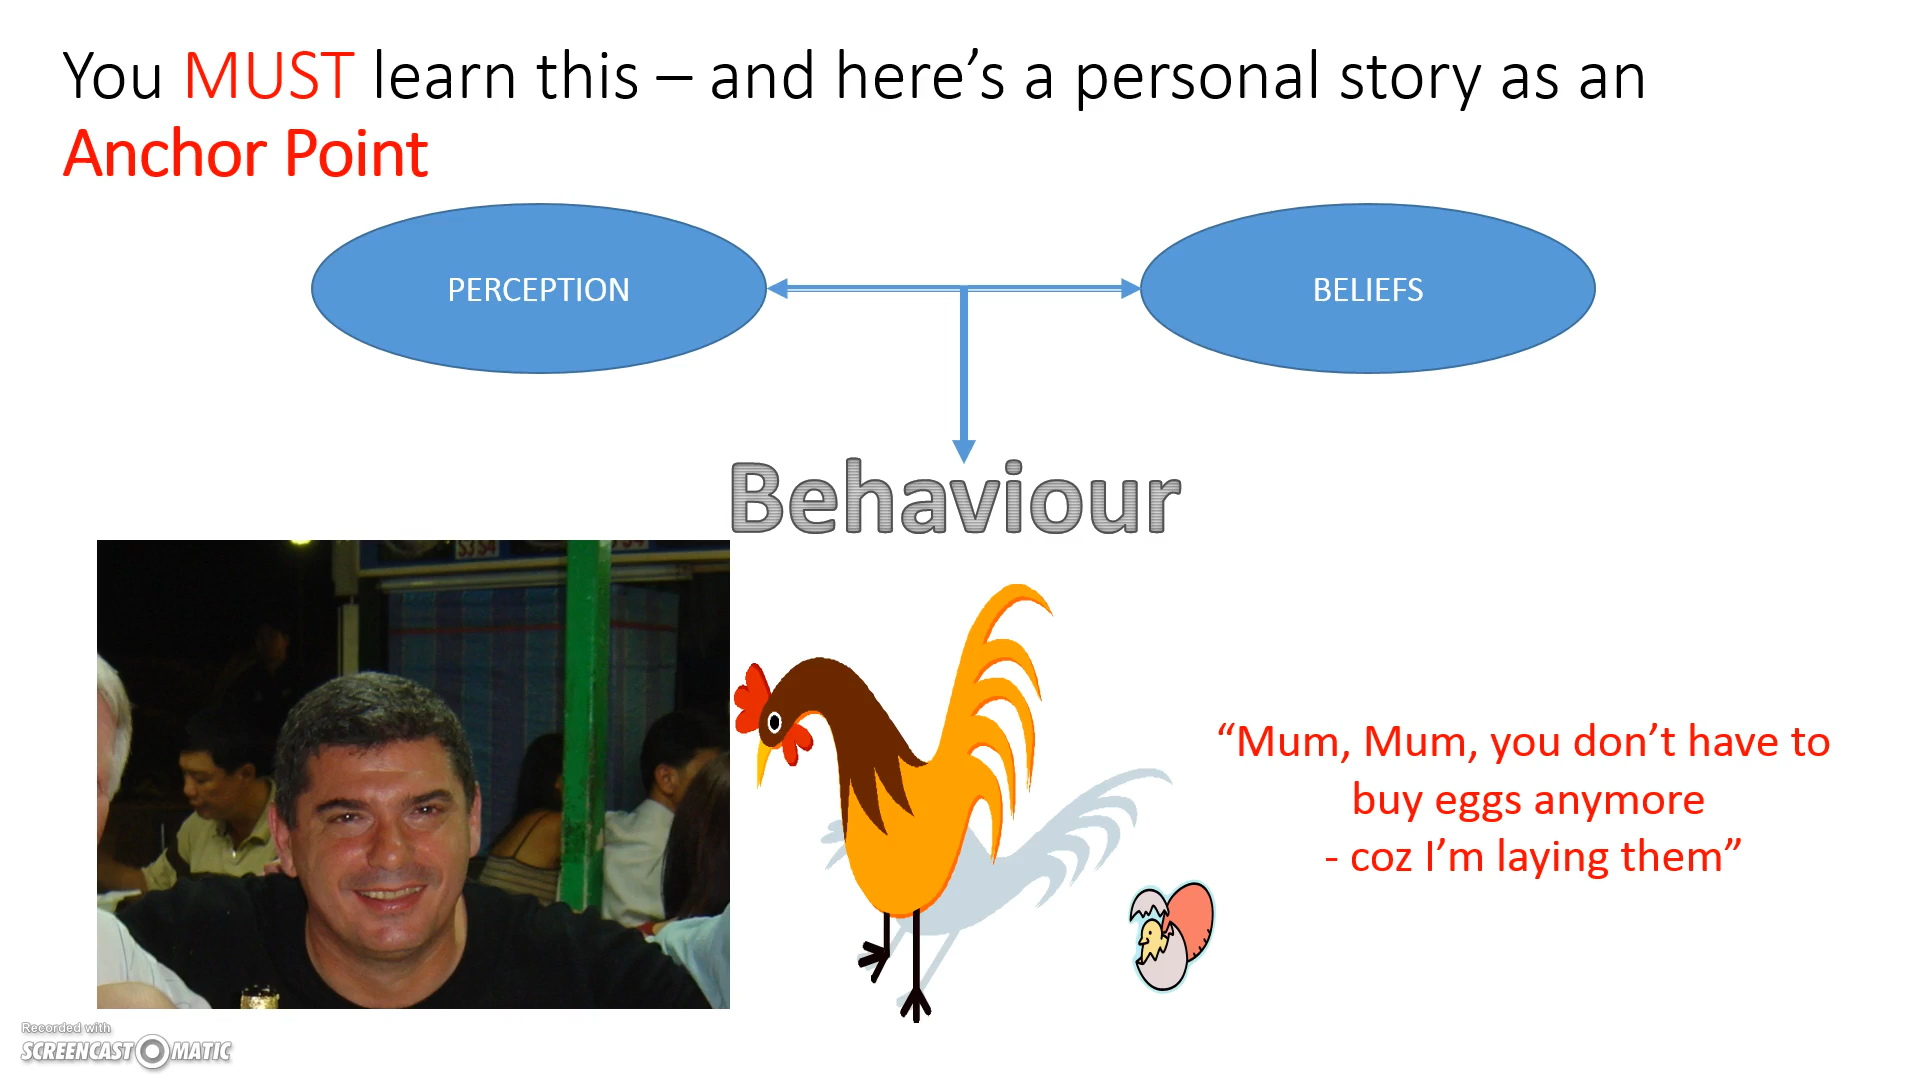 You MUST learn this – and here’s a personal story as an
Anchor Point
PERCEPTION
BELIEFS
Behaviour
“Mum, Mum, you don’t have to
buy eggs anymore
- coz I’m laying them”
Recorded with
SCREENCAST O MATIC